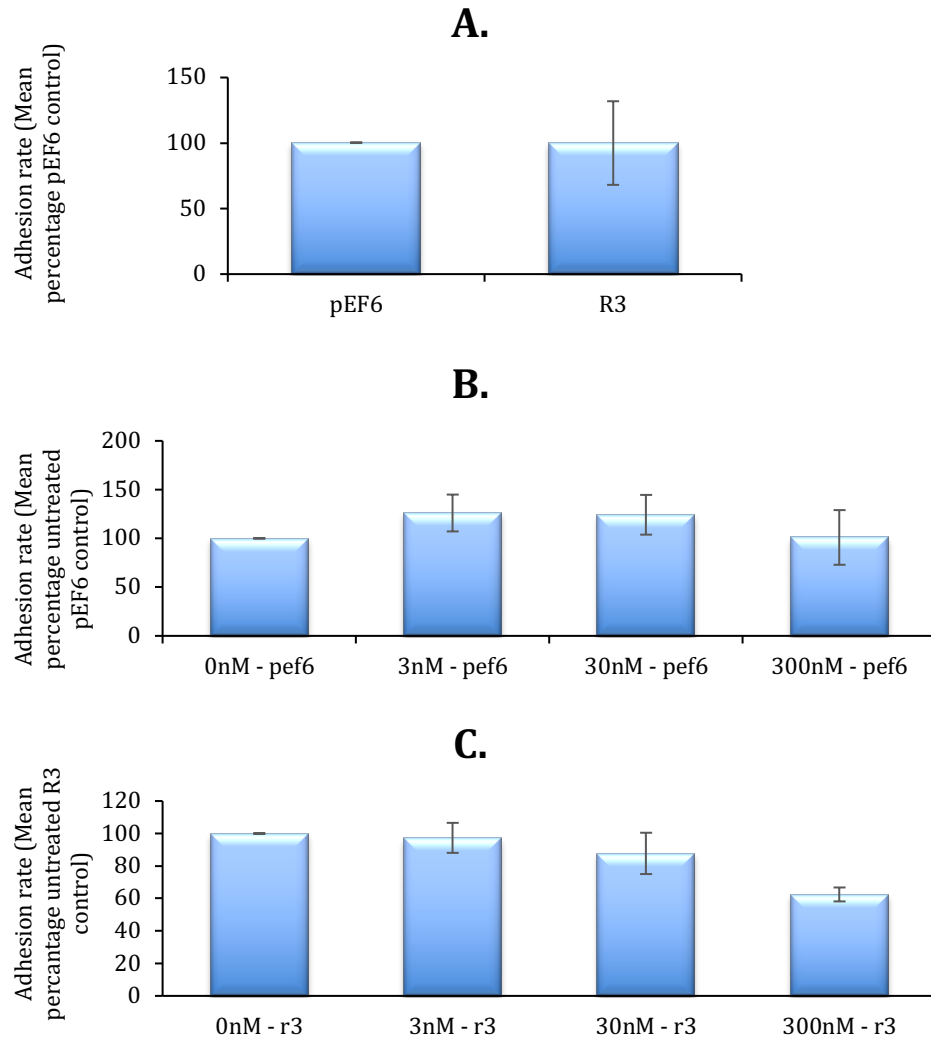 A.
Adhesion rate (Mean
percentage pEF6 control)
150
100
50
0
pEF6
R3
B.
Adhesion rate (Mean
percentage untreated
pEF6 control)
200
150
100
50
0
0nM - pef6
3nM - pef6
30nM - pef6
300nM - pef6
C.
Adhesion rate (Mean
percantage untreated R3
control)
120
100
80
60
40
20
0
0nM - r3
3nM - r3
30nM - r3
300nM - r3